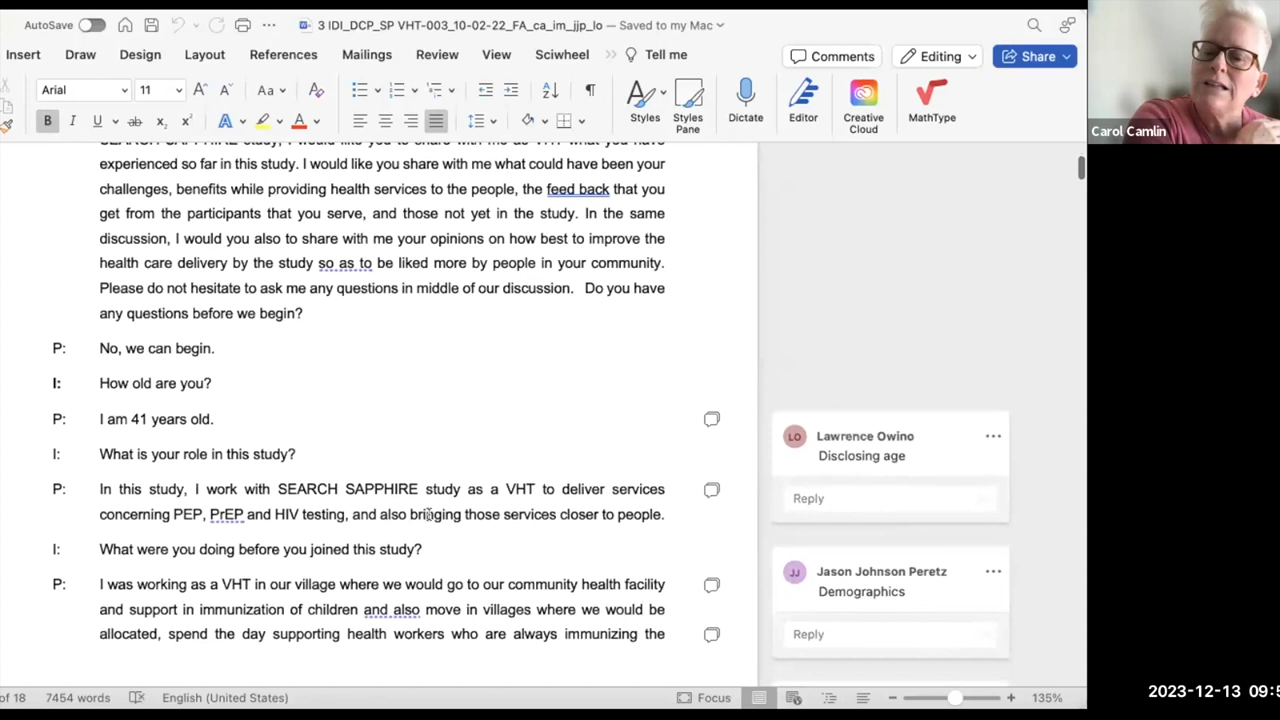 AutoSave
3 IDI_DCP_SP VHT-003_10-02-22_FA_ca_im_jjp_lo — Saved to my Mac
Insert Draw Design Layout References Mailings Review View Sciwheel Tell me
Comments Editing Share
Arial 11
Aa
B I U ab x₂ x² A A
Styles
Styles Pane
Dictate
Editor
Creative Cloud
MathType
Carol Camlin
experienced so far in this study. I would like you share with me what could have been your
challenges, benefits while providing health services to the people, the feed back that you
get from the participants that you serve, and those not yet in the study. In the same
discussion, I would you also to share with me your opinions on how best to improve the
health care delivery by the study so as to be liked more by people in your community.
Please do not hesitate to ask me any questions in middle of our discussion. Do you have
any questions before we begin?
P: No, we can begin.
I: How old are you?
P: I am 41 years old.
I: What is your role in this study?
P: In this study, I work with SEARCH SAPPHIRE study as a VHT to deliver services
concerning PEP, PrEP and HIV testing, and also bringing those services closer to people.
I: What were you doing before you joined this study?
P: I was working as a VHT in our village where we would go to our community health facility
and support in immunization of children and also move in villages where we would be
allocated, spend the day supporting health workers who are always immunizing the
LO Lawrence Owino
Disclosing age
Reply
JJ Jason Johnson Peretz
Demographics
Reply
of 18 7454 words English (United States) Focus 135%
2023-12-13 09:5